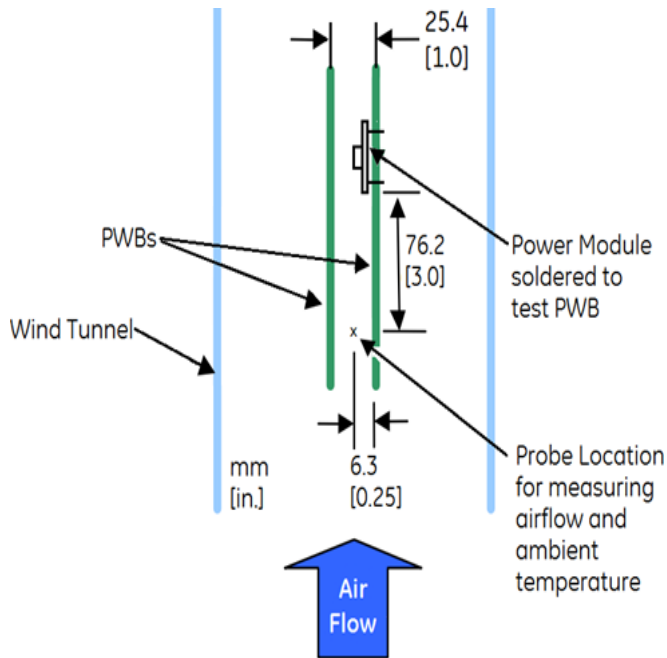 25.4
[1.0]
PWBs
76.2
[3.0]
Power Module
soldered to
test PWB
Wind Tunnel
x
mm
[in.]
6.3
[0.25]
Probe Location
for measuring
airflow and
ambient
temperature
Air
Flow